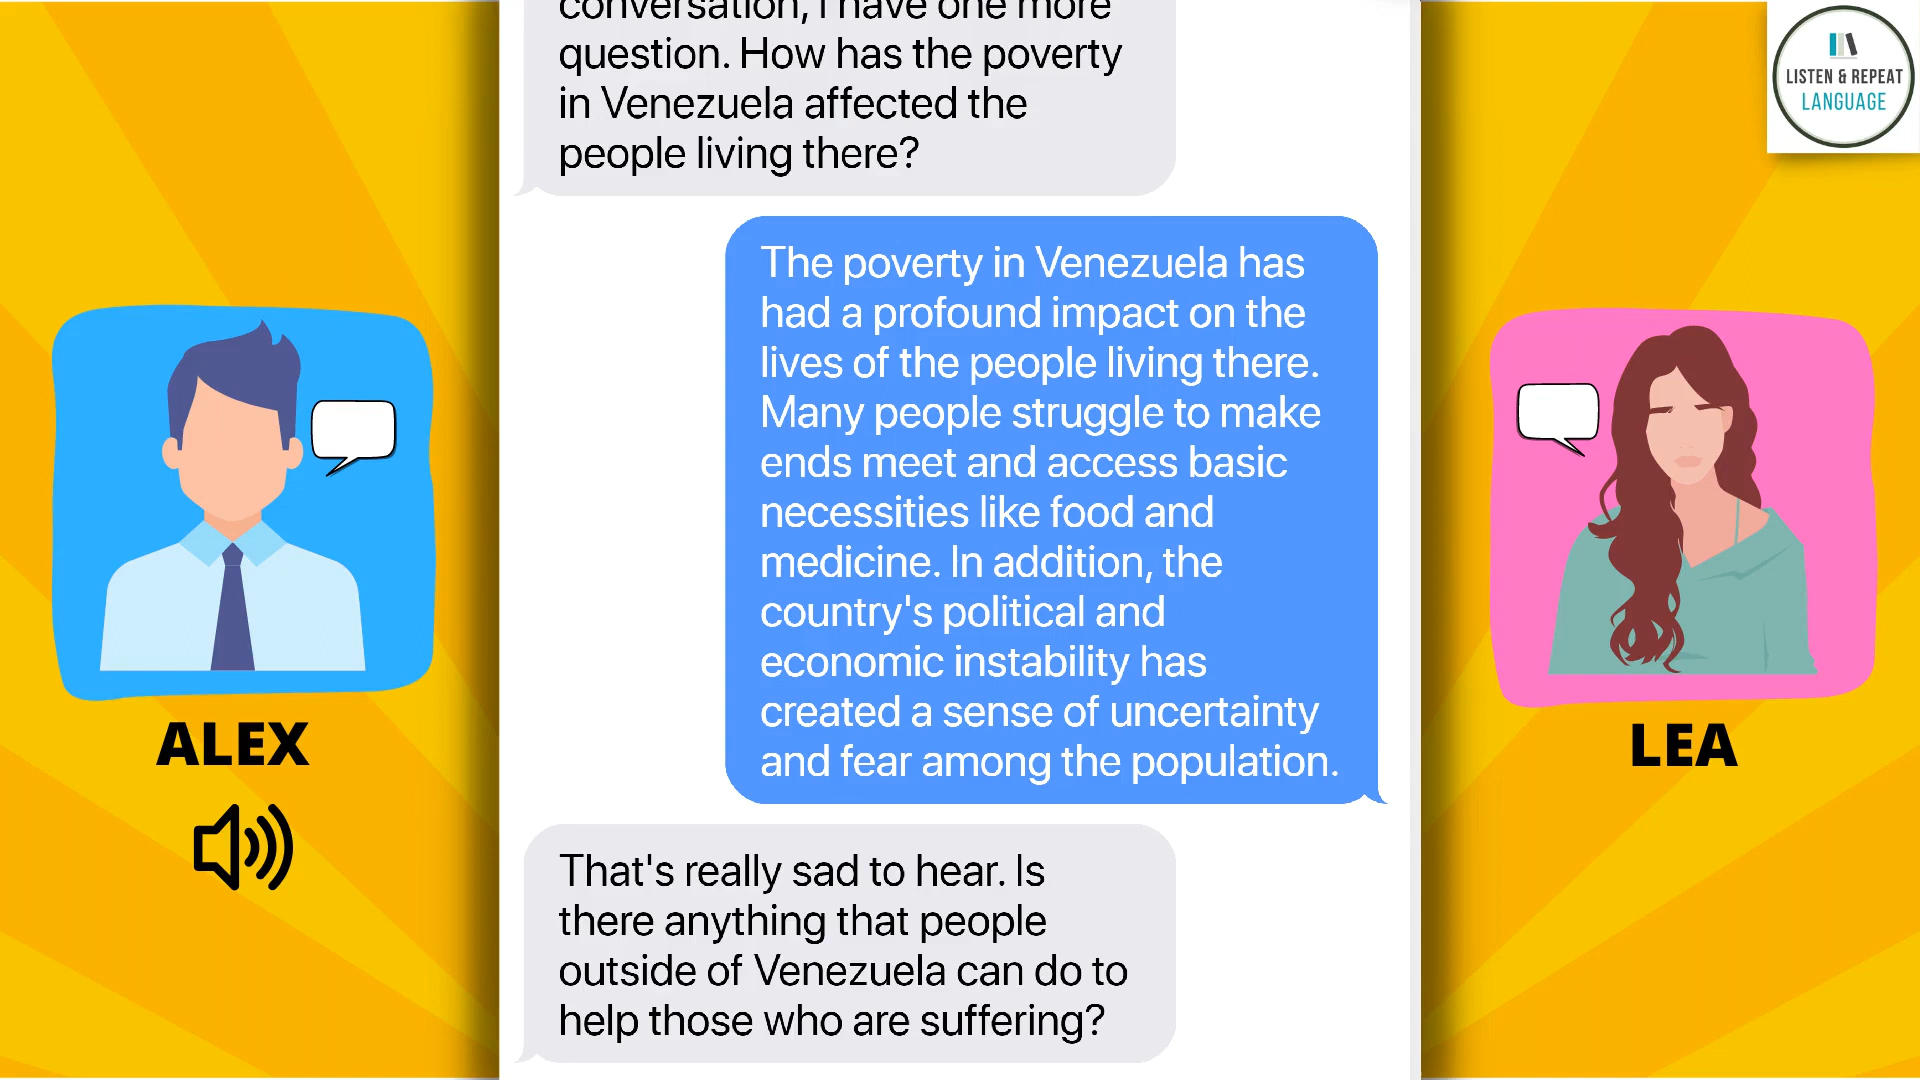 conversation, I have one more
question. How has the poverty
in Venezuela affected the
people living there?
The poverty in Venezuela has
had a profound impact on the
lives of the people living there.
Many people struggle to make
ends meet and access basic
necessities like food and
medicine. In addition, the
country's political and
economic instability has
created a sense of uncertainty
and fear among the population.
That's really sad to hear. Is
there anything that people
outside of Venezuela can do to
help those who are suffering?
ALEX
LEA
LISTEN & REPEAT
LANGUAGE